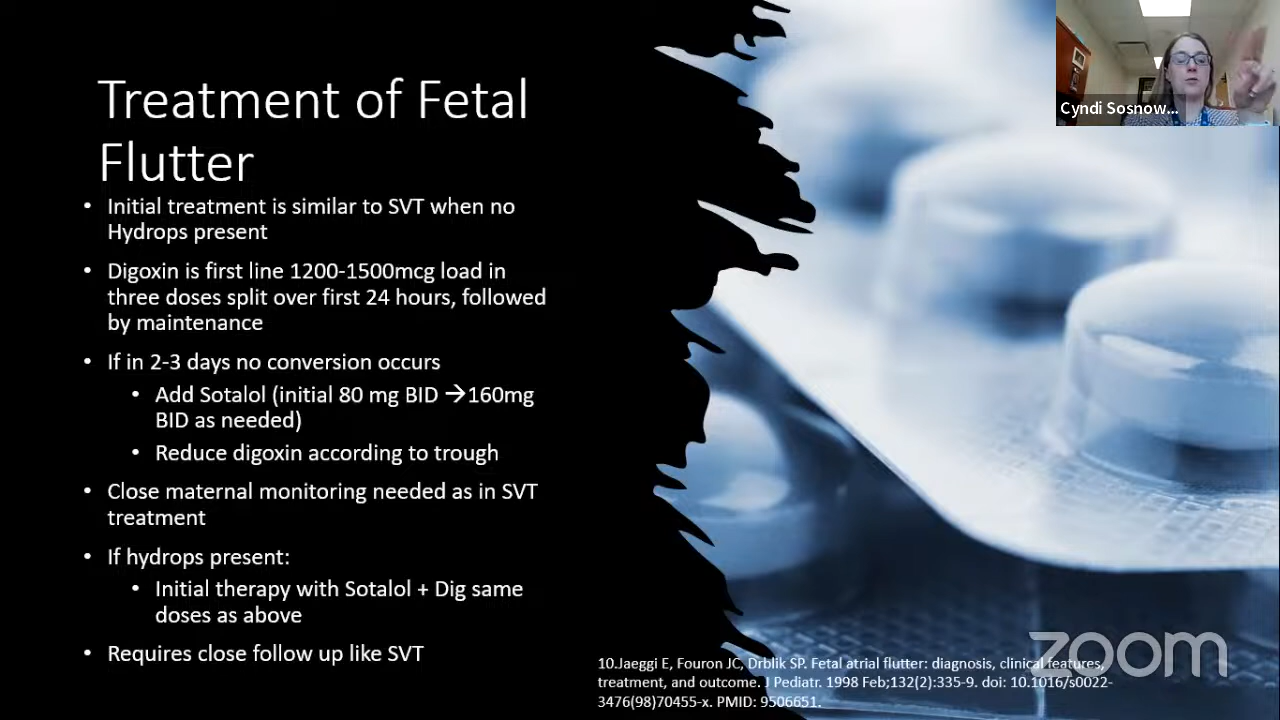 Treatment of Fetal
Flutter
• Initial treatment is similar to SVT when no
Hydrops present
• Digoxin is first line 1200-1500mcg load in
three doses split over first 24 hours, followed
by maintenance
• If in 2-3 days no conversion occurs
• Add Sotalol (initial 80 mg BID →160mg
BID as needed)
• Reduce digoxin according to trough
• Close maternal monitoring needed as in SVT
treatment
• If hydrops present:
• Initial therapy with Sotalol + Dig same
doses as above
• Requires close follow up like SVT
10.Jaeggi E, Fouron JC, Drblik SP. Fetal atrial flutter: diagnosis, clinical features,
treatment, and outcome. J Pediatr. 1998 Feb;132(2):335-9. doi: 10.1016/s0022-
3476(98)70455-x. PMID: 9506651.
Cyndi Sosnow...
zoom